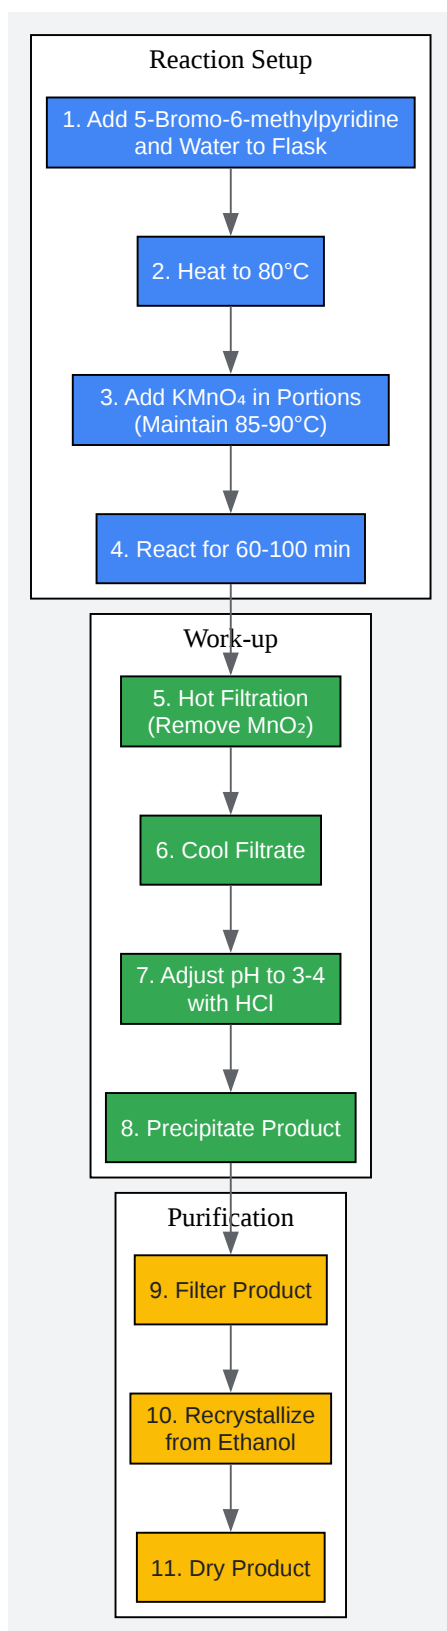 Reaction Setup
1. Add 5-Bromo-6-methylpyridine
and Water to Flask
2. Heat to 80°C
3. Add KMnO₄ in Portions
(Maintain 85-90°C)
4. React for 60-100 min
Work-up
5. Hot Filtration
(Remove MnO₂)
6. Cool Filtrate
7. Adjust pH to 3-4
with HCl
8. Precipitate Product
Purification
9. Filter Product
10. Recrystallize
from Ethanol
11. Dry Product